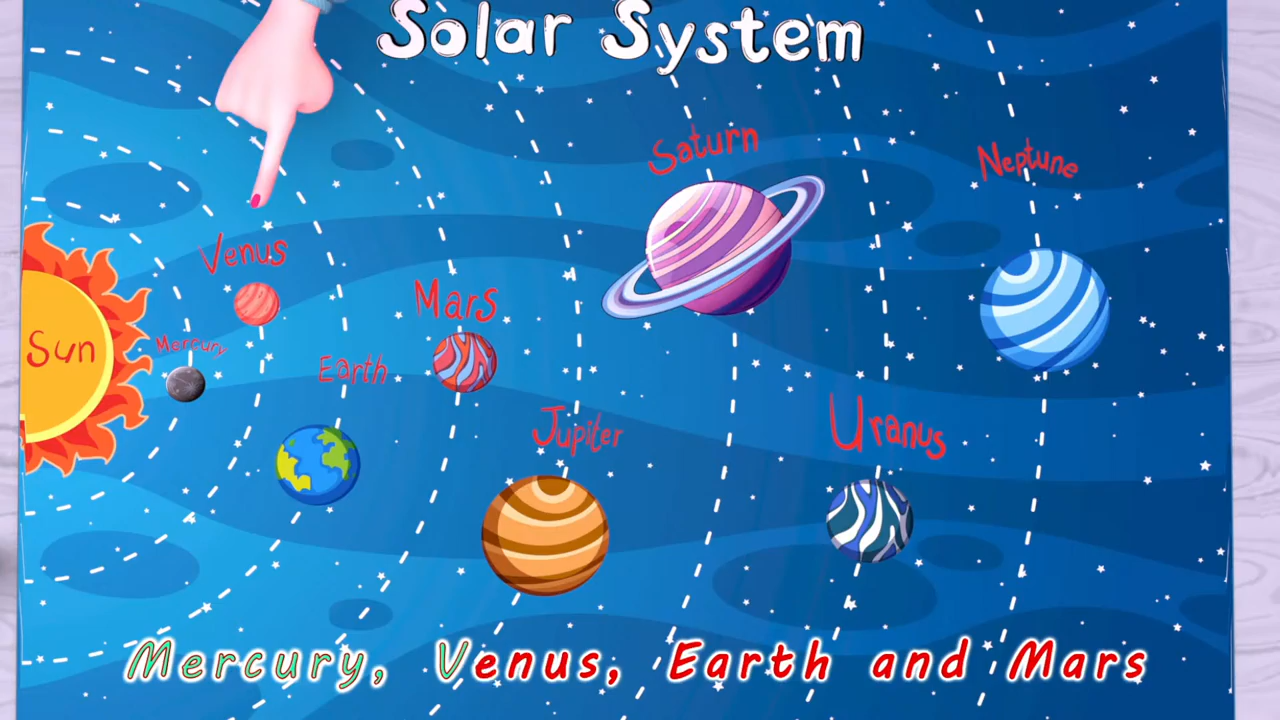 Solar System
Saturn
Neptune
Venus
Mars
Sun
Mercury
Earth
Jupiter
Uranus
Mercury, Venus, Earth and Mars